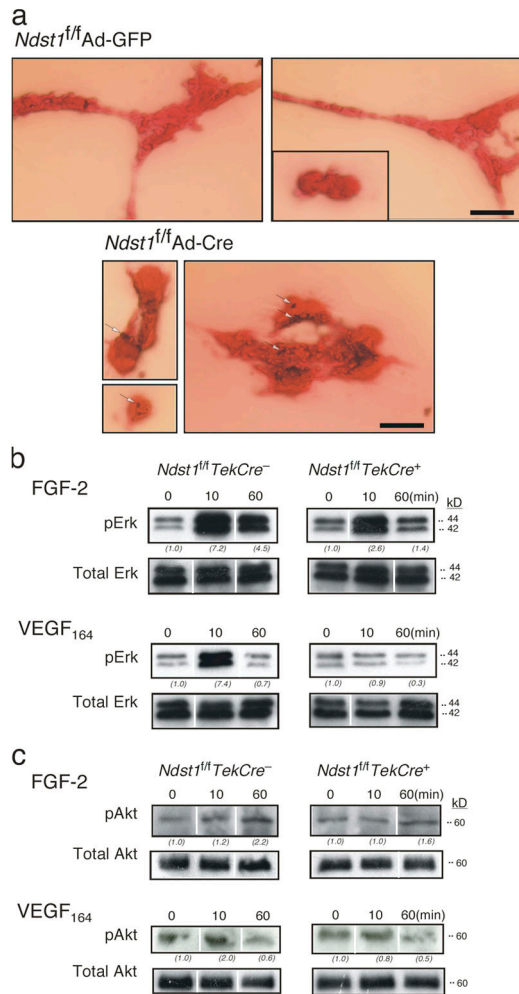 a
Ndst1f/fAd-GFP
Ndst1f/fAd-Cre
b
Ndst1f/fTekCre– Ndst1f/fTekCre+
FGF-2
0 10 60 0 10 60(min) kD
pErk 44
42
(1.0) (7.2) (4.5) (1.0) (2.6) (1.4)
Total Erk 44
42
VEGF164
0 10 60 0 10 60(min)
pErk 44
42
(1.0) (7.4) (0.7) (1.0) (0.9) (0.3)
Total Erk 44
42
c
Ndst1f/fTekCre– Ndst1f/fTekCre+
FGF-2
0 10 60 0 10 60(min) kD
pAkt 60
(1.0) (1.2) (2.2) (1.0) (1.0) (1.6)
Total Akt 60
VEGF164
0 10 60 0 10 60(min)
pAkt 60
(1.0) (2.0) (0.6) (1.0) (0.8) (0.5)
Total Akt 60